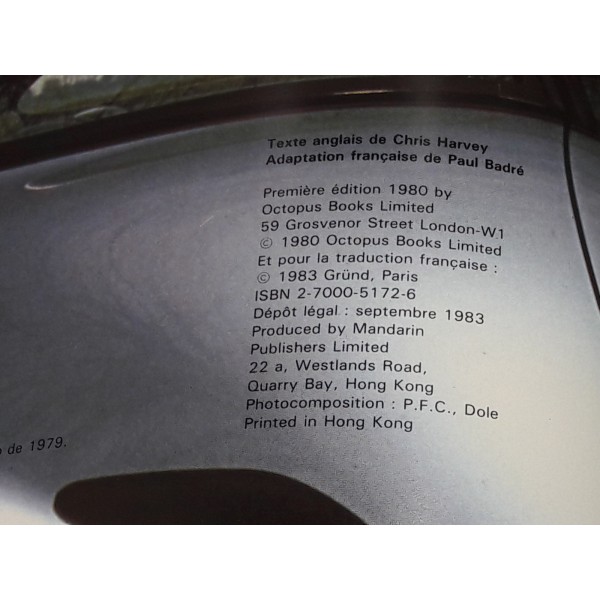 Texte anglais de Chris Harvey
Adaptation française de Paul Badré
Première édition 1980 by
Octopus Books Limited
59 Grosvenor Street London-W1
© 1980 Octopus Books Limited
Et pour la traduction française :
© 1983 Gründ, Paris
ISBN 2-7000-5172-6
Dépôt légal : septembre 1983
Produced by Mandarin
Publishers Limited
22 a, Westlands Road,
Quarry Bay, Hong Kong
Photocomposition : P.F.C., Dole
Printed in Hong Kong
de 1979.